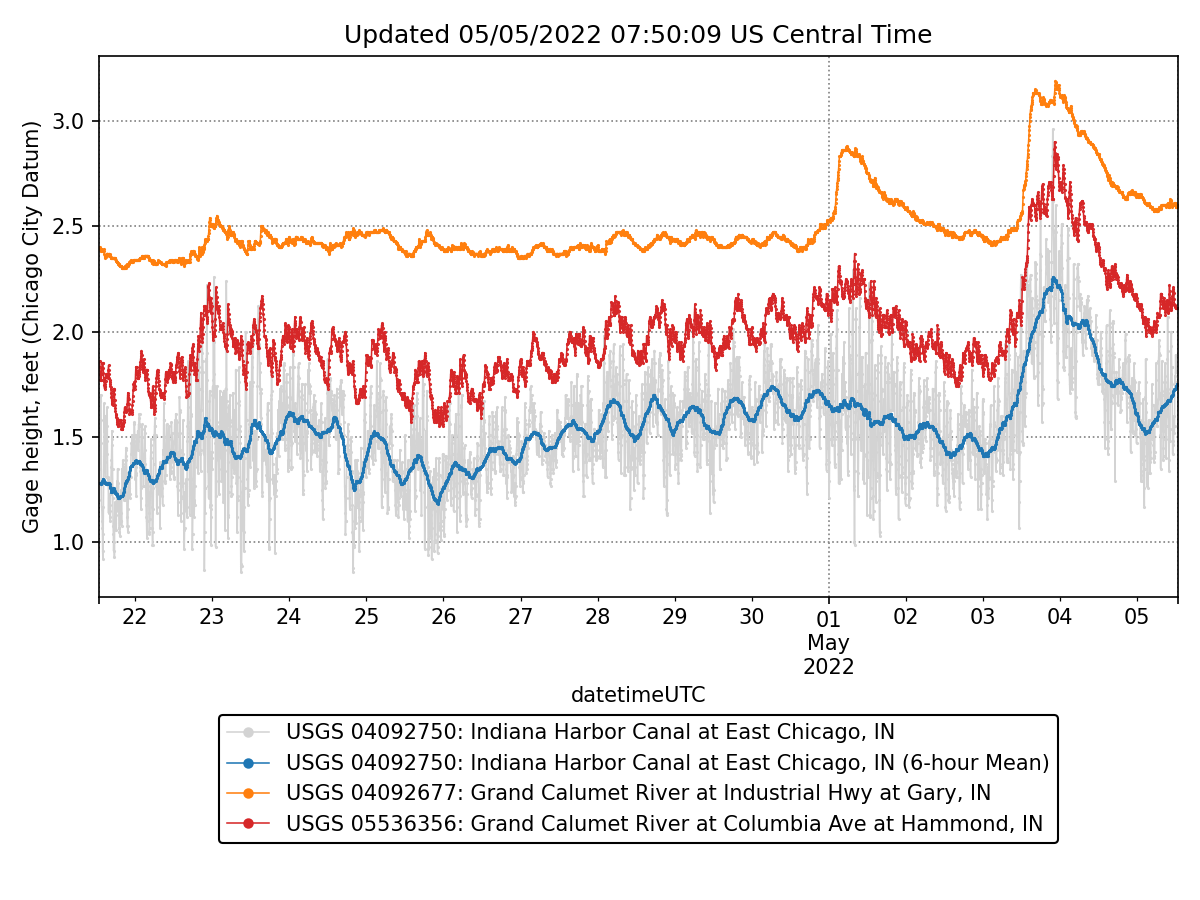 Updated 05/05/2022 07:50:09 US Central Time
Gage height, feet (Chicago City Datum)
3.0
2.5
2.0
1.5
1.0
22 23 24 25 26 27 28 29 30 01 02 03 04 05
May
2022
datetimeUTC
USGS 04092750: Indiana Harbor Canal at East Chicago, IN
USGS 04092750: Indiana Harbor Canal at East Chicago, IN (6-hour Mean)
USGS 04092677: Grand Calumet River at Industrial Hwy at Gary, IN
USGS 05536356: Grand Calumet River at Columbia Ave at Hammond, IN